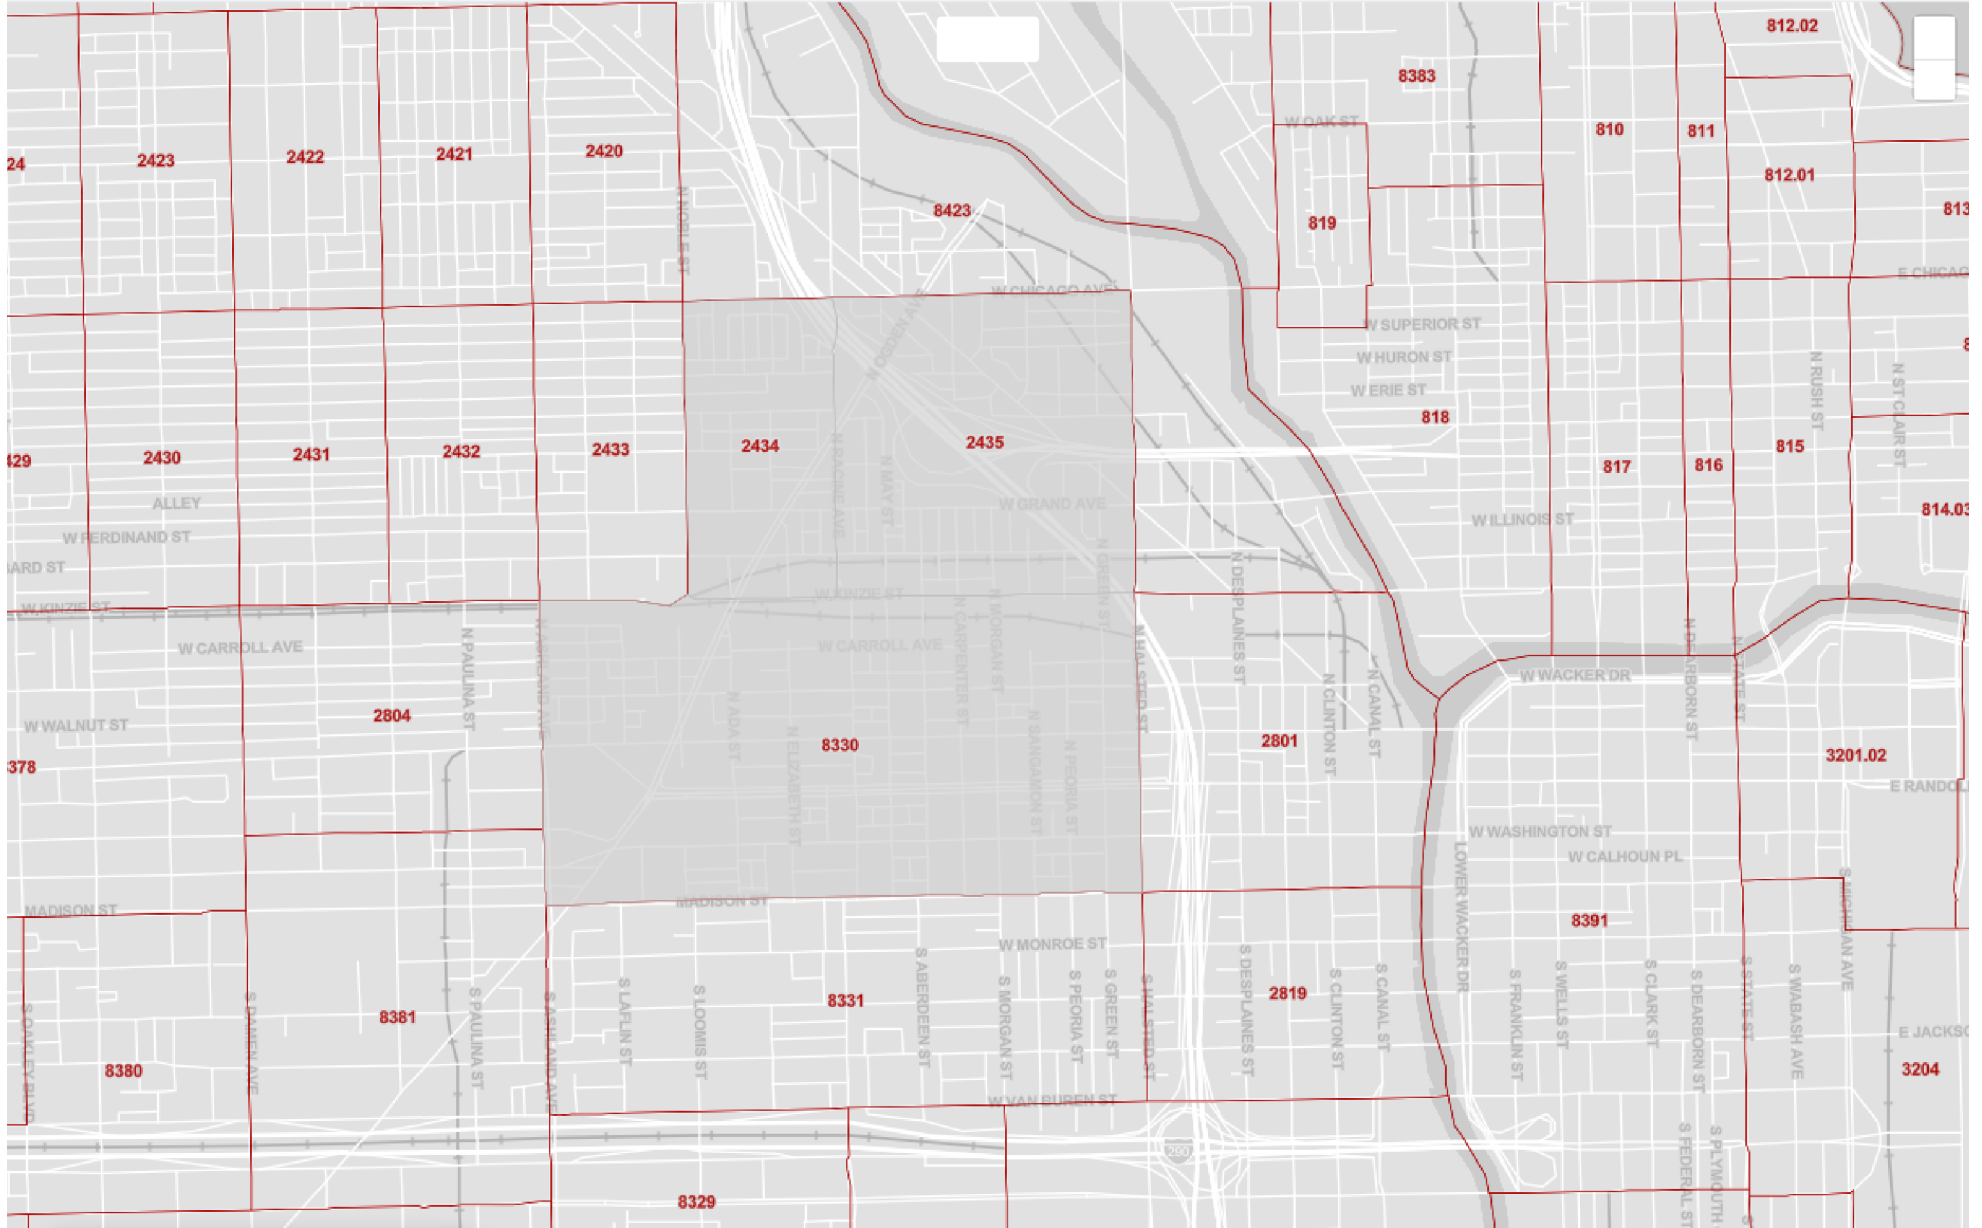 812.02
8383
W OAK ST
810
811
24
2423
2422
2421
2420
812.01
N NOBLE ST
8423
819
813
E CHICAG
W CHICAGO AVE
N OGDEN AVE
W SUPERIOR ST
W HURON ST
W ERIE ST
N RUSH ST
N ST CLAIR ST
818
8
429
2430
2431
2432
2433
2434
2435
817
816
815
N RACINE AVE
N MAY ST
ALLEY
W GRAND AVE
W ILLINOIS ST
814.03
W FERDINAND ST
BARD ST
N GREEN ST
N DESPLAINES ST
W KINZIE ST
W KINZIE ST
N CARPENTER ST
N MORGAN ST
W CARROLL AVE
W CARROLL AVE
N PAULINA ST
N ASHLAND AVE
N HALSTED ST
N CLINTON ST
N CANAL ST
W WACKER DR
N DEARBORN ST
N STATE ST
W WALNUT ST
2804
N ADA ST
N ELIZABETH ST
8330
N SANGAMON ST
N PEORIA ST
2801
3201.02
378
E RANDOL
W WASHINGTON ST
W CALHOUN PL
LOWER WACKER DR
S MICHIGAN AVE
MADISON ST
MADISON ST
W MONROE ST
8391
S OAKLEY BLVD
S DAMEN AVE
8381
S PAULINA ST
S ASHLAND AVE
S LAFLIN ST
S LOOMIS ST
8331
S ABERDEEN ST
S MORGAN ST
S PEORIA ST
S GREEN ST
S HALSTED ST
S DESPLAINES ST
2819
S CLINTON ST
S CANAL ST
S FRANKLIN ST
S WELLS ST
S CLARK ST
S DEARBORN ST
S STATE ST
S WABASH AVE
E JACKSO
3204
8380
W VAN BUREN ST
290
S FEDERAL ST
S PLYMOUTH
S
8329